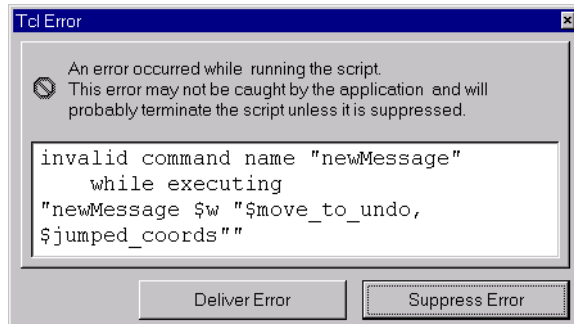 Tcl Error
An error occurred while running the script.
This error may not be caught by the application and will
probably terminate the script unless it is suppressed.
invalid command name "newMessage"
    while executing
"newMessage $w "$move_to_undo,
$jumped_coords""
Deliver Error
Suppress Error